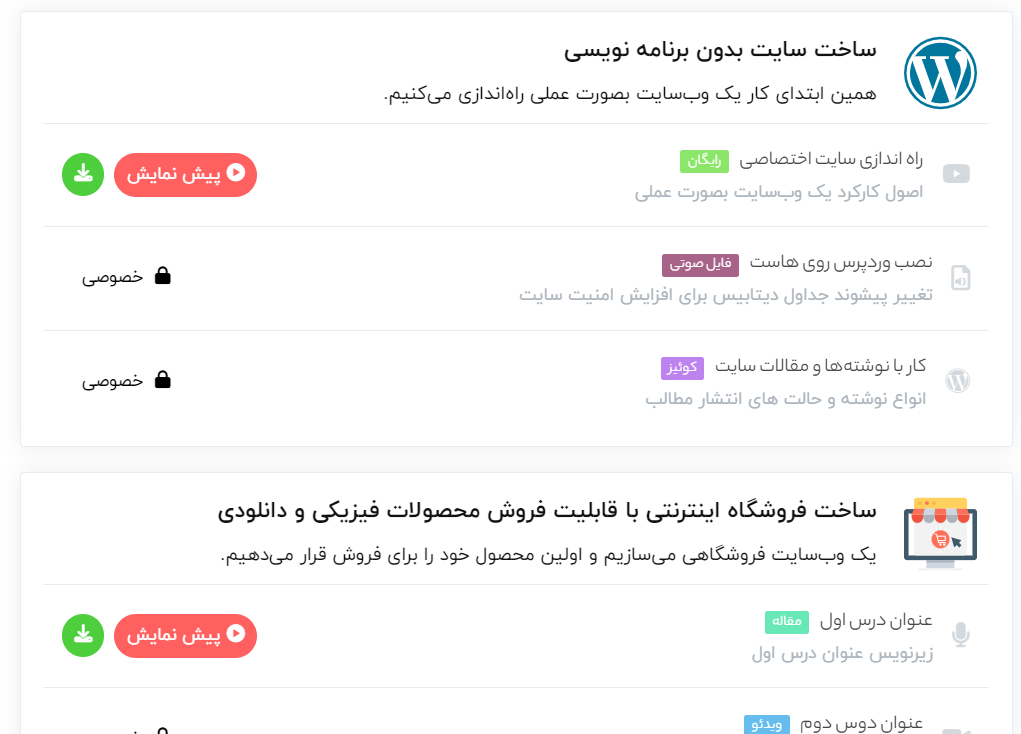 ساخت سایت بدون برنامه نویسی
همین ابتدای کار یک وب‌سایت بصورت عملی راه‌اندازی می‌کنیم.
راه اندازی سایت اختصاصی رایگان
اصول کارکرد یک وب‌سایت بصورت عملی
پیش نمایش
نصب وردپرس روی هاست فایل صوتی
تغییر پیشوند جداول دیتابیس برای افزایش امنیت سایت
خصوصی
کار با نوشته‌ها و مقالات سایت کوئیز
انواع نوشته و حالت های انتشار مطالب
خصوصی
ساخت فروشگاه اینترنتی با قابلیت فروش محصولات فیزیکی و دانلودی
یک وب‌سایت فروشگاهی می‌سازیم و اولین محصول خود را برای فروش قرار می‌دهیم.
عنوان درس اول مقاله
زیرنویس عنوان درس اول
پیش نمایش
عنوان دوس دوم ویدئو